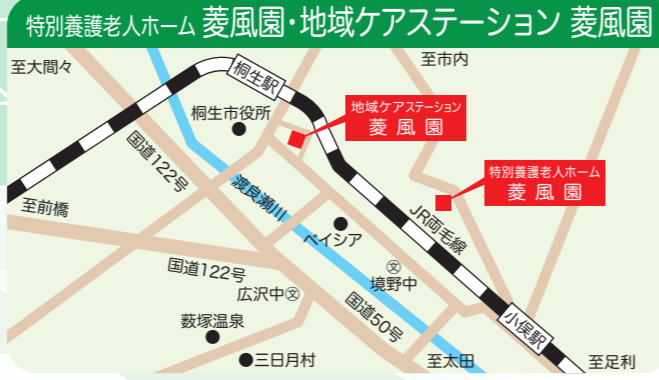 特別養護老人ホーム 菱風園・地域ケアステーション 菱風園
至大間々
桐生駅
至市内
桐生市役所
地域ケアステーション
菱風園
国道122号
特別養護老人ホーム
菱風園
渡良瀬川
至前橋
JR両毛線
ベイシア
国道122号
文
境野中
広沢中文
国道50号
薮塚温泉
小俣駅
三日月村
至太田
至足利